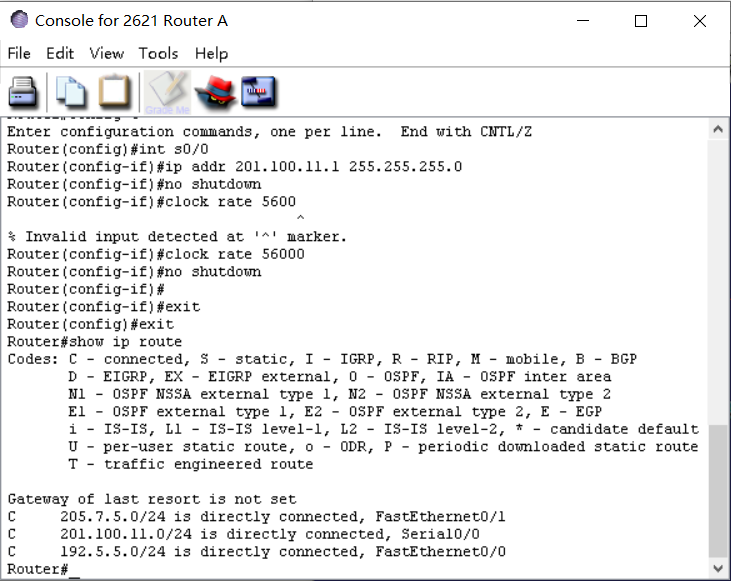 Console for 2621 Router A
File Edit View Tools Help
Grade Me
Enter configuration commands, one per line.  End with CNTL/Z
Router(config)#int s0/0
Router(config-if)#ip addr 201.100.11.1 255.255.255.0
Router(config-if)#no shutdown
Router(config-if)#clock rate 5600
^
% Invalid input detected at '^' marker.
Router(config-if)#clock rate 56000
Router(config-if)#no shutdown
Router(config-if)#
Router(config-if)#exit
Router(config)#exit
Router#show ip route
Codes: C - connected, S - static, I - IGRP, R - RIP, M - mobile, B - BGP
D - EIGRP, EX - EIGRP external, O - OSPF, IA - OSPF inter area
N1 - OSPF NSSA external type 1, N2 - OSPF NSSA external type 2
E1 - OSPF external type 1, E2 - OSPF external type 2, E - EGP
i - IS-IS, L1 - IS-IS level-1, L2 - IS-IS level-2, * - candidate default
U - per-user static route, o - ODR, P - periodic downloaded static route
T - traffic engineered route
Gateway of last resort is not set
C     205.7.5.0/24 is directly connected, FastEthernet0/1
C     201.100.11.0/24 is directly connected, Serial0/0
C     192.5.5.0/24 is directly connected, FastEthernet0/0
Router#_